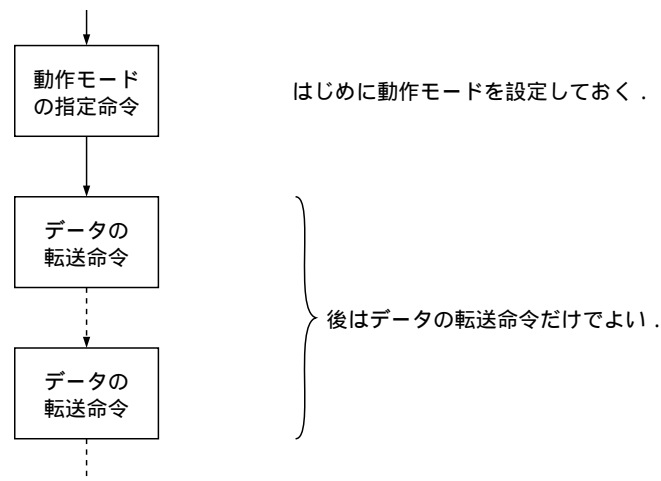 動作モード
の指定命令
はじめに動作モードを設定しておく．
データの
転送命令
後はデータの転送命令だけでよい．
データの
転送命令